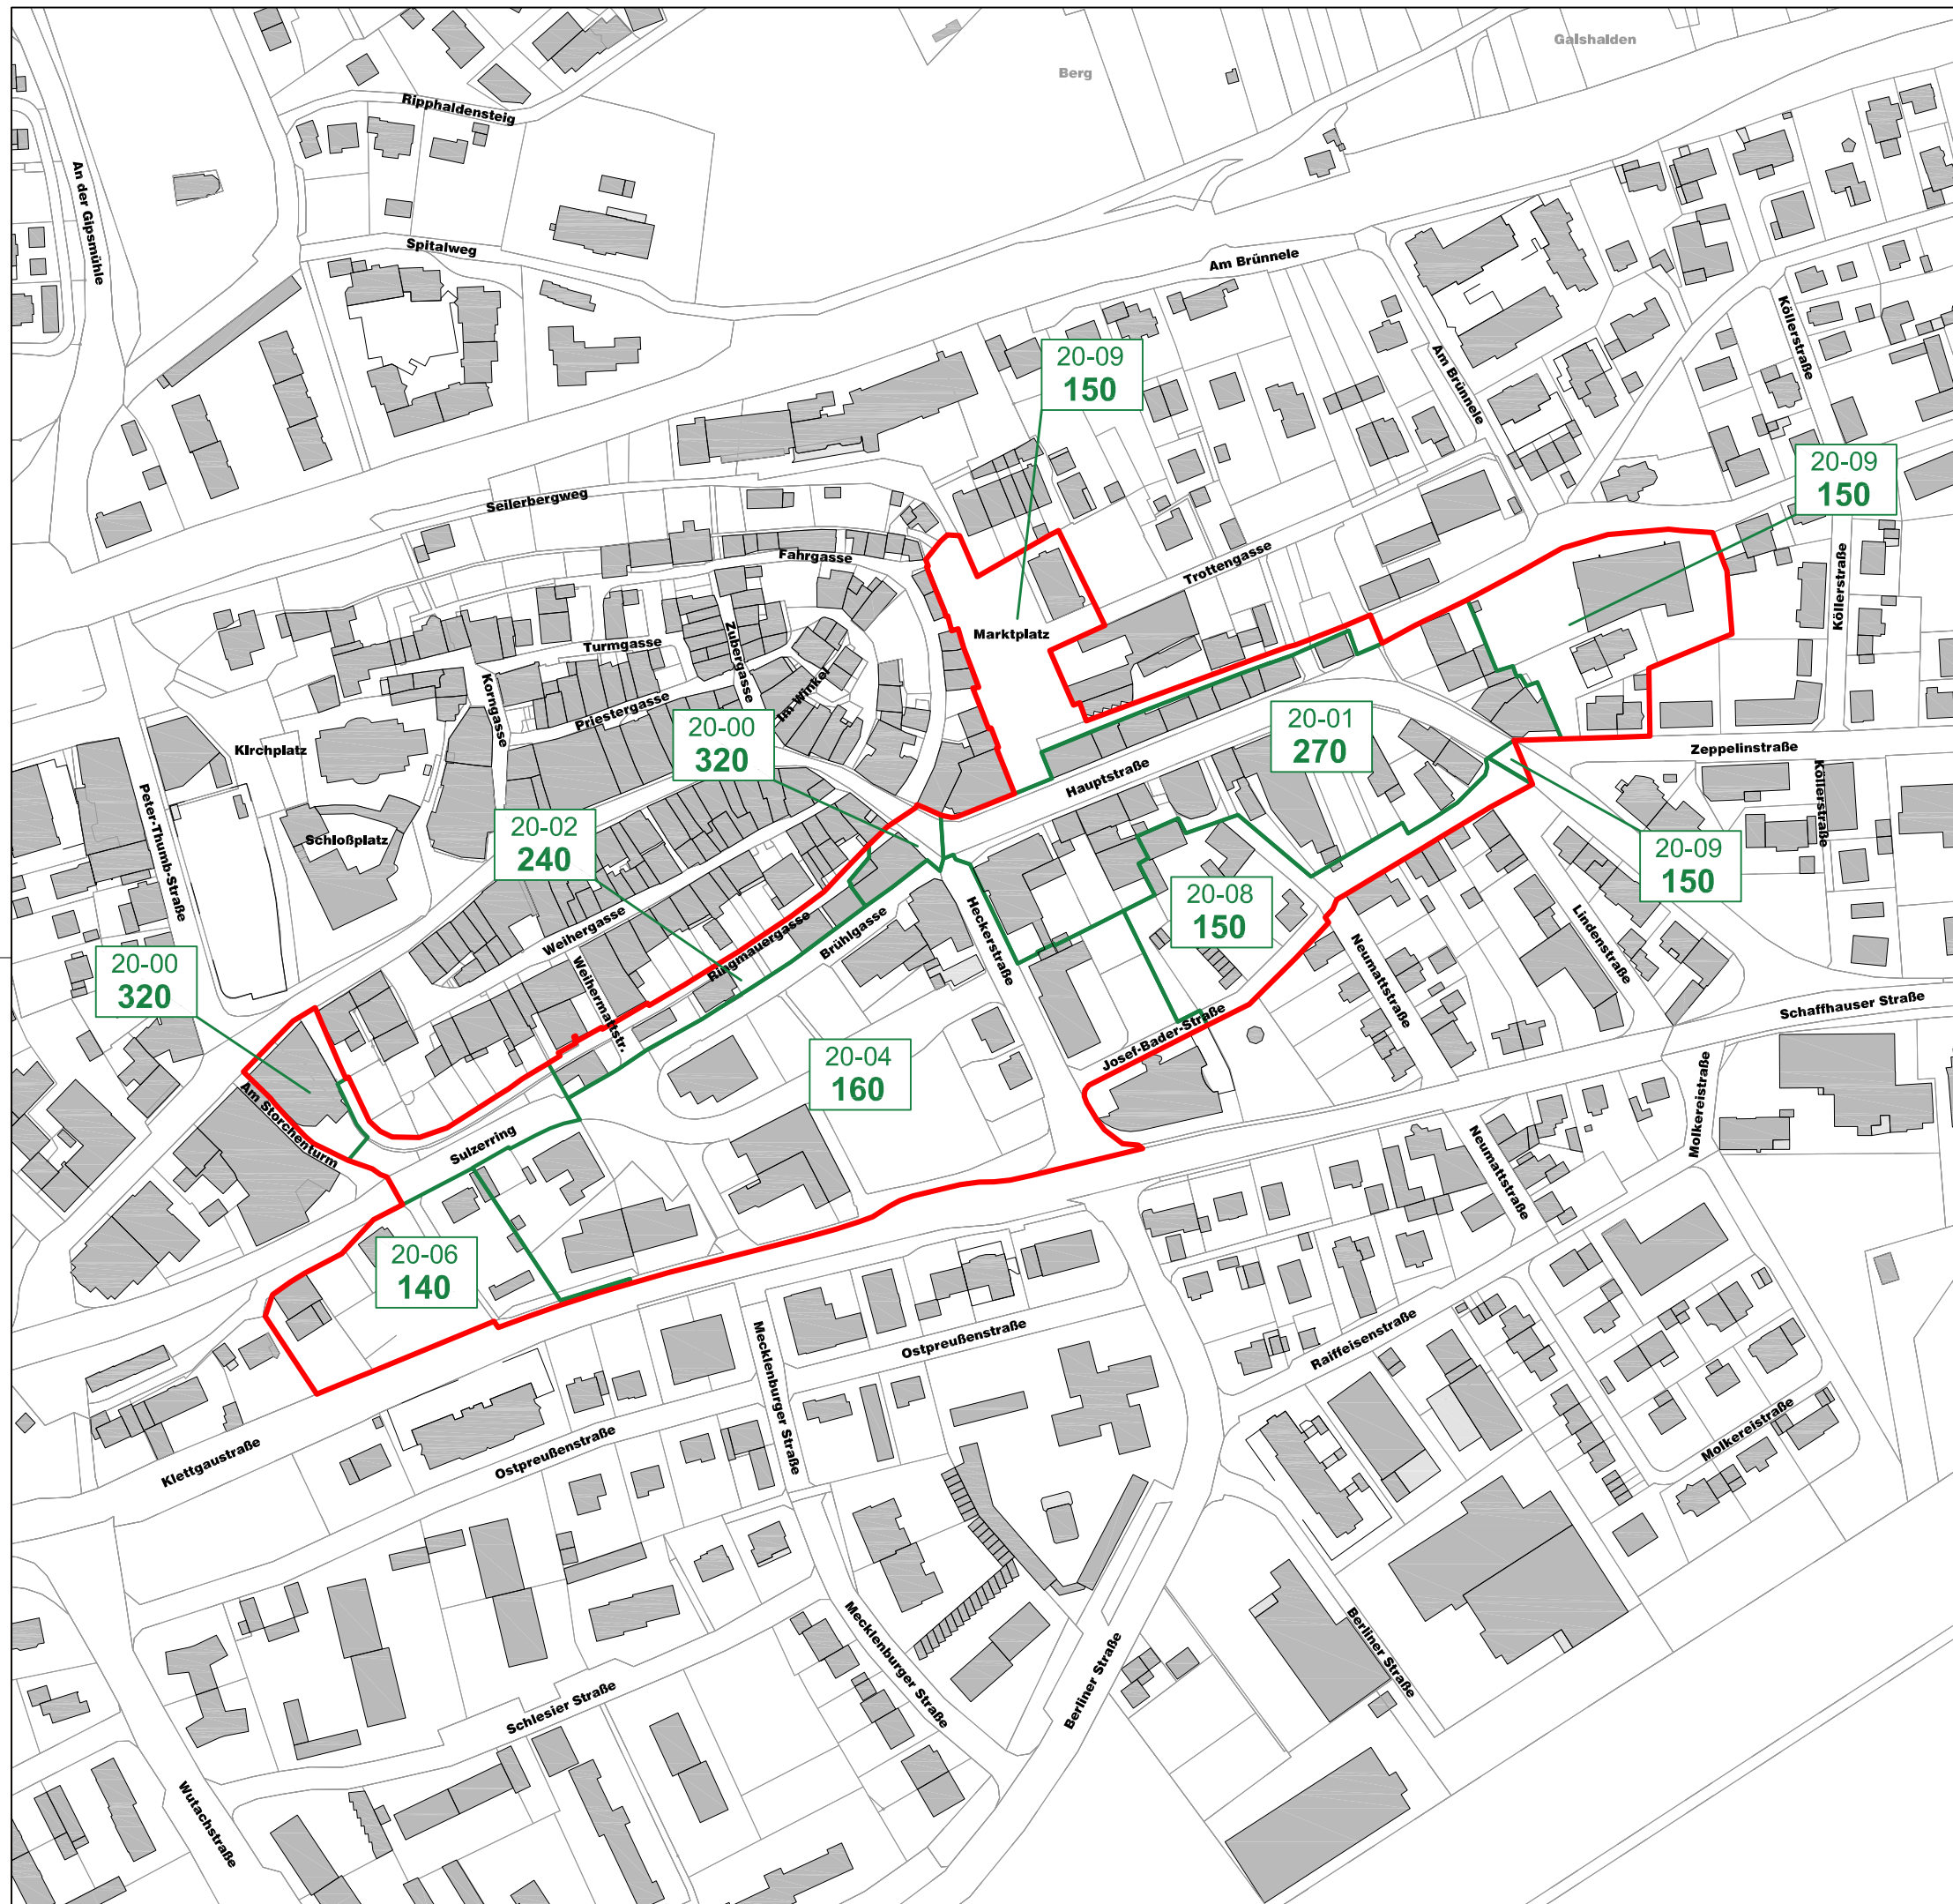 Galshalden
Berg
Ripphaldensteig
An der Gipsmühle
Spitalweg
Am Brünnele
Köllerstraße
20-09
150
Am Brünnele
20-09
150
Seilerbergweg
Fahrgasse
Trottengasse
Köllerstraße
Marktplatz
Turmgasse
Zubergasse
Korngasse
Priestergasse
Im Winkel
20-00
320
20-01
270
KIrchplatz
Zeppelinstraße
Hauptstraße
Köllerstraße
Peter-Thumb-Straße
Schloßplatz
20-02
240
20-09
150
20-08
150
Weihergasse
Ringmauergasse
Brühlgasse
Heckerstraße
Lindenstraße
Neumattstraße
20-00
320
Weihermattstr.
Schaffhauser Straße
Josef-Bader-Straße
20-04
160
Am Storchenturm
Sulzerring
Molkereistraße
Neumattstraße
20-06
140
Ostpreußenstraße
Raiffeisenstraße
Mecklenburger Straße
Klettgaustraße
Ostpreußenstraße
Molkereistraße
Mecklenburger Straße
Berliner Straße
Berliner Straße
Schlesier Straße
Wutachstraße